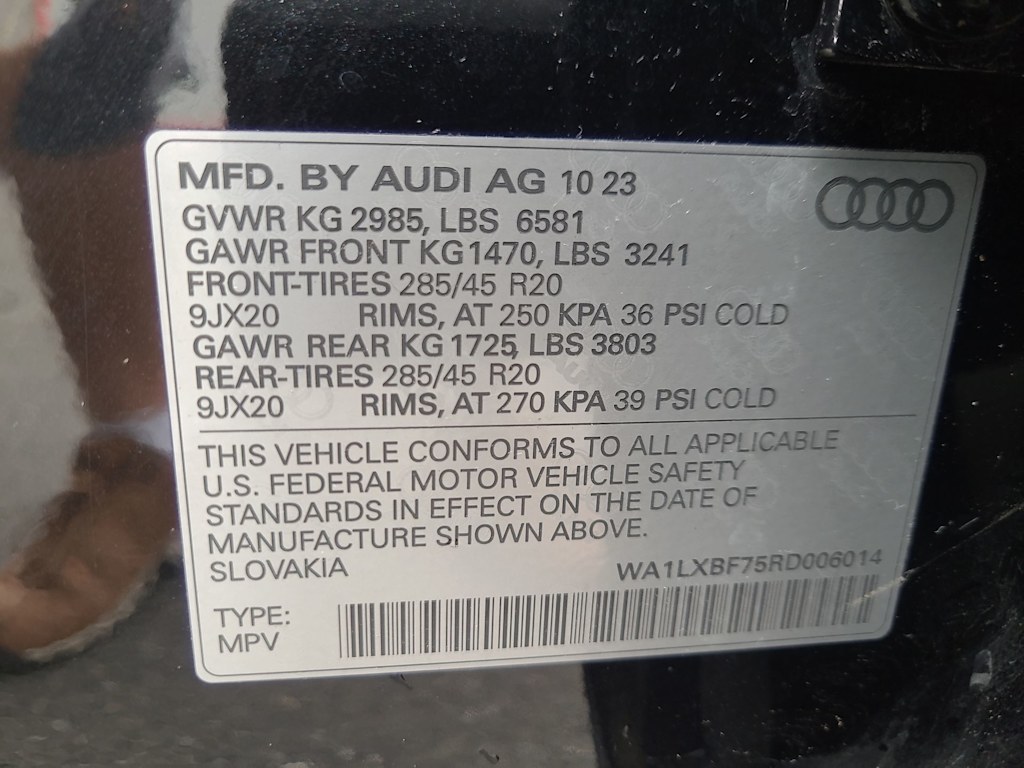 MFD. BY AUDI AG 10 23
GVWR KG 2985, LBS 6581
GAWR FRONT KG 1470, LBS 3241
FRONT-TIRES 285/45 R20
9JX20 RIMS, AT 250 KPA 36 PSI COLD
GAWR REAR KG 1725, LBS 3803
REAR-TIRES 285/45 R20
9JX20 RIMS, AT 270 KPA 39 PSI COLD
THIS VEHICLE CONFORMS TO ALL APPLICABLE
U.S. FEDERAL MOTOR VEHICLE SAFETY
STANDARDS IN EFFECT ON THE DATE OF
MANUFACTURE SHOWN ABOVE.
SLOVAKIA WA1LXBF75RD006014
TYPE:
MPV